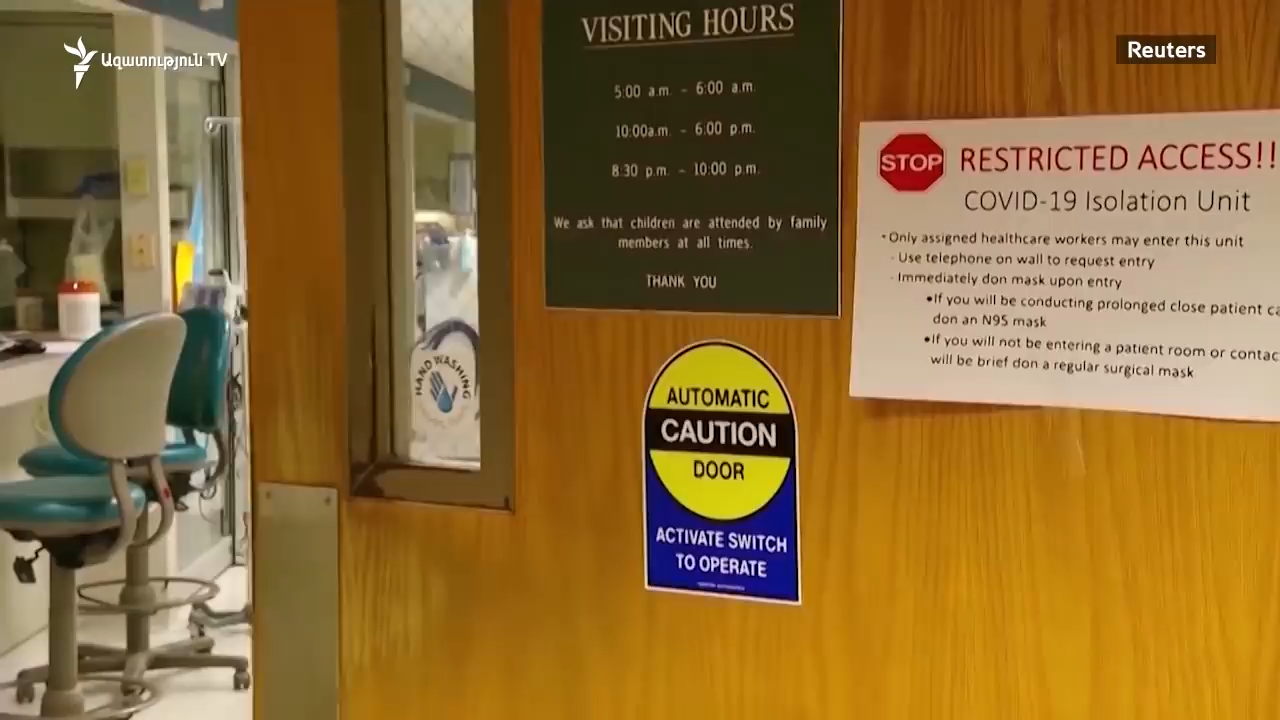 Ազատություն TV
Reuters
VISITING HOURS
5:00 a.m. - 6:00 a.m.
10:00a.m. - 6:00 p.m.
8:30 p.m. - 10:00 p.m.
We ask that children are attended by family
members at all times.
THANK YOU
STOP RESTRICTED ACCESS!!
COVID-19 Isolation Unit
Only assigned healthcare workers may enter this unit
- Use telephone on wall to request entry
- Immediately don mask upon entry
•If you will be conducting prolonged close patient ca
don an N95 mask
•If you will not be entering a patient room or contac
will be brief don a regular surgical mask
HAND WASHING
AUTOMATIC
CAUTION
DOOR
ACTIVATE SWITCH
TO OPERATE